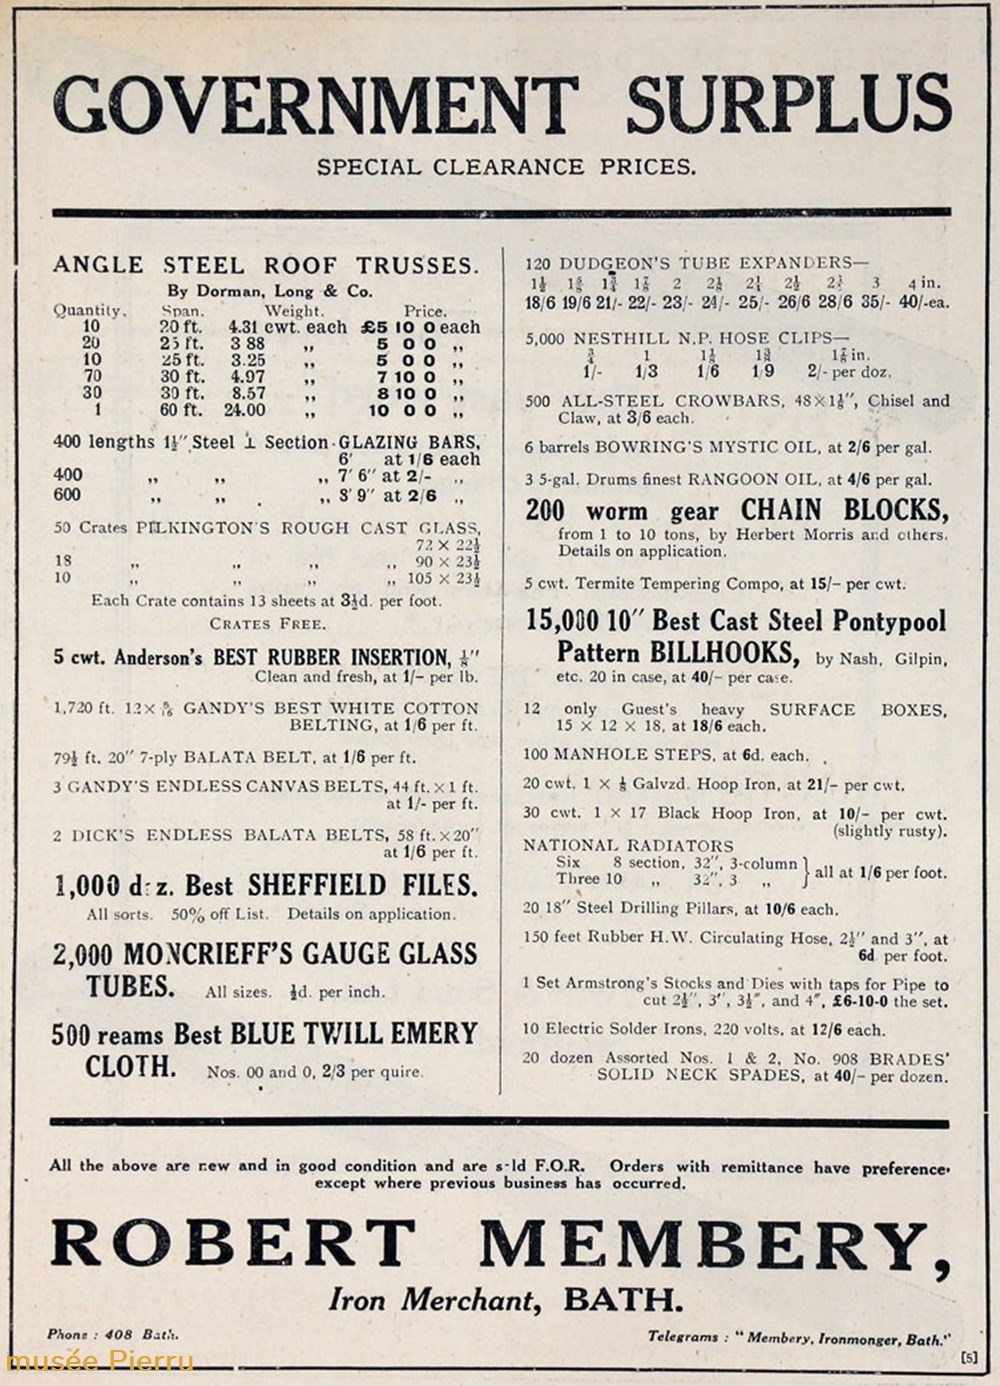 GOVERNMENT SURPLUS
SPECIAL CLEARANCE PRICES.
ANGLE STEEL ROOF TRUSSES.
By Dorman, Long & Co.
Quantity. Span. Weight. Price.
10 20 ft. 4.31 cwt. each £5 10 0 each
20 25 ft. 3 88 ,, 5 0 0 ,,
10 25 ft. 3.25 ,, 5 0 0 ,,
70 30 ft. 4.97 ,, 7 10 0 ,,
30 30 ft. 8.57 ,, 8 10 0 ,,
1 60 ft. 24.00 ,, 10 0 0 ,,
400 lengths 1½" Steel ⊥ Section GLAZING BARS,
6' at 1/6 each
400 ,, ,, ,, 7' 6" at 2/- ,,
600 ,, ,, ,, 8' 9" at 2/6 ,,
50 Crates PILKINGTON'S ROUGH CAST GLASS,
72 × 22½
18 ,, ,, ,, ,, 90 × 23½
10 ,, ,, ,, ,, 105 × 23½
Each Crate contains 13 sheets at 3½d. per foot.
CRATES FREE.
5 cwt. Anderson's BEST RUBBER INSERTION, ⅛"
Clean and fresh, at 1/- per lb.
1,720 ft. 12 × 5/16 GANDY'S BEST WHITE COTTON
BELTING, at 1/6 per ft.
79½ ft. 20" 7-ply BALATA BELT, at 1/6 per ft.
3 GANDY'S ENDLESS CANVAS BELTS, 44 ft. × 1 ft.
at 1/- per ft.
2 DICK'S ENDLESS BALATA BELTS, 58 ft. × 20"
at 1/6 per ft.
1,000 doz. Best SHEFFIELD FILES.
All sorts. 50% off List. Details on application.
2,000 MONCRIEFF'S GAUGE GLASS
TUBES. All sizes. ½d. per inch.
500 reams Best BLUE TWILL EMERY
CLOTH. Nos. 00 and 0, 2/3 per quire.
120 DUDGEON'S TUBE EXPANDERS—
1½ 1⅝ 1¾ 1⅞ 2 2⅛ 2¼ 2½ 3 4 in.
18/6 19/6 21/- 22/- 23/- 24/- 25/- 26/6 28/6 35/- 40/-ea.
5,000 NESTHILL N.P. HOSE CLIPS—
¾ 1 1⅛ 1⅜ 1⅞ in.
1/- 1/3 1/6 1/9 2/- per doz.
500 ALL-STEEL CROWBARS, 48 × 1⅛", Chisel and
Claw, at 3/6 each.
6 barrels BOWRING'S MYSTIC OIL, at 2/6 per gal.
3 5-gal. Drums finest RANGOON OIL, at 4/6 per gal.
200 worm gear CHAIN BLOCKS,
from 1 to 10 tons, by Herbert Morris and others.
Details on application.
5 cwt. Termite Tempering Compo, at 15/- per cwt.
15,000 10" Best Cast Steel Pontypool
Pattern BILLHOOKS, by Nash, Gilpin,
etc. 20 in case, at 40/- per case.
12 only Guest's heavy SURFACE BOXES,
15 × 12 × 18, at 18/6 each.
100 MANHOLE STEPS, at 6d. each.
20 cwt. 1 × ⅛ Galvzd. Hoop Iron, at 21/- per cwt.
30 cwt. 1 × 17 Black Hoop Iron, at 10/- per cwt.
(slightly rusty).
NATIONAL RADIATORS
Six 8 section, 32", 3-column } all at 1/6 per foot.
Three 10 ,, 32", 3 ,,
20 18" Steel Drilling Pillars, at 10/6 each.
150 feet Rubber H.W. Circulating Hose, 2½" and 3", at
6d. per foot.
1 Set Armstrong's Stocks and Dies with taps for Pipe to
cut 2½", 3", 3½", and 4", £6-10-0 the set.
10 Electric Solder Irons, 220 volts, at 12/6 each.
20 dozen Assorted Nos. 1 & 2, No. 908 BRADES'
SOLID NECK SPADES, at 40/- per dozen.
All the above are new and in good condition and are sold F.O.R. Orders with remittance have preference
except where previous business has occurred.
ROBERT MEMBERY,
Iron Merchant, BATH.
Phone : 408 Bath.
Telegrams : "Membery, Ironmonger, Bath."
[5]
musée Pierru